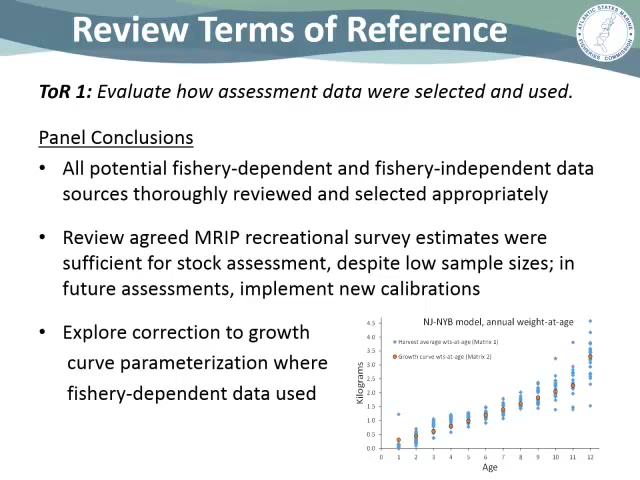 Review Terms of Reference
ATLANTIC STATES MARINE
FISHERIES COMMISSION
ToR 1: Evaluate how assessment data were selected and used.
Panel Conclusions
• All potential fishery-dependent and fishery-independent data
sources thoroughly reviewed and selected appropriately
• Review agreed MRIP recreational survey estimates were
sufficient for stock assessment, despite low sample sizes; in
future assessments, implement new calibrations
• Explore correction to growth
curve parameterization where
fishery-dependent data used
NJ-NYB model, annual weight-at-age
Harvest average wts-at-age (Matrix 1)
Growth curve wts-at-age (Matrix 2)
Kilograms
4.5
4.0
3.5
3.0
2.5
2.0
1.5
1.0
0.5
0.0
0 1 2 3 4 5 6 7 8 9 10 11 12
Age